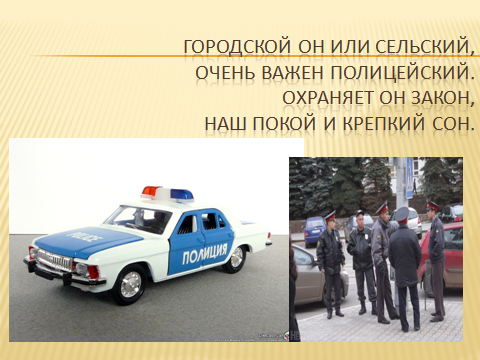 ГОРОДСКОЙ ОН ИЛИ СЕЛЬСКИЙ,
ОЧЕНЬ ВАЖЕН ПОЛИЦЕЙСКИЙ.
ОХРАНЯЕТ ОН ЗАКОН,
НАШ ПОКОЙ И КРЕПКИЙ СОН.
ПОЛИЦИЯ